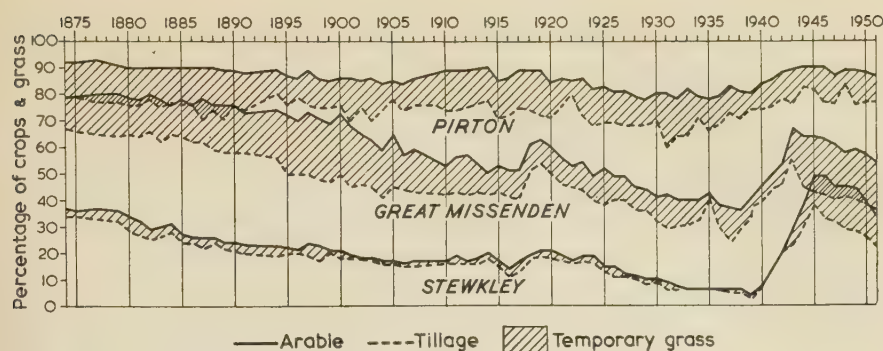 1875 1880 1885 1890 1895 1900 1905 1910 1915 1920 1925 1930 1935 1940 1945 1950
Percentage of crops & grass
100
90
80
70
60
50
40
30
20
10
0
PIRTON
GREAT MISSENDEN
STEWKLEY
Arable Tillage Temporary grass